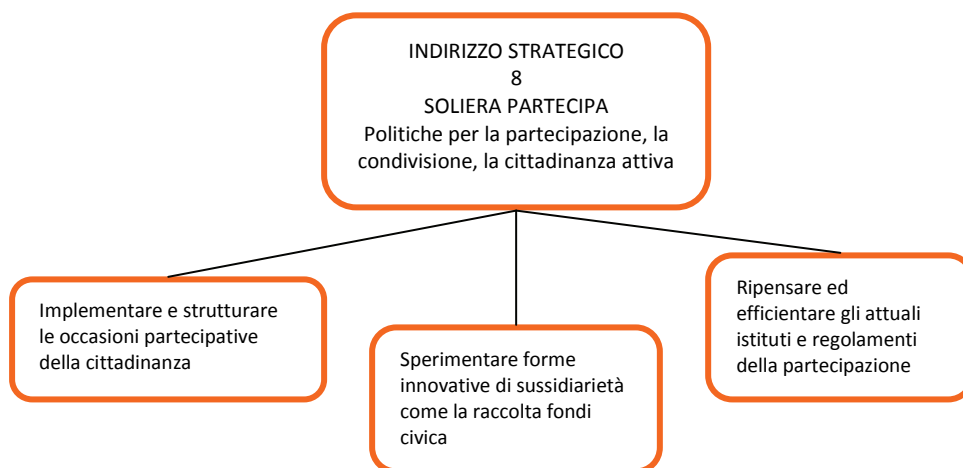 INDIRIZZO STRATEGICO
8
SOLIERA PARTECIPA
Politiche per la partecipazione, la
condivisione, la cittadinanza attiva
Implementare e strutturare
le occasioni partecipative
della cittadinanza
Sperimentare forme
innovative di sussidiarietà
come la raccolta fondi
civica
Ripensare ed
efficientare gli attuali
istituti e regolamenti
della partecipazione